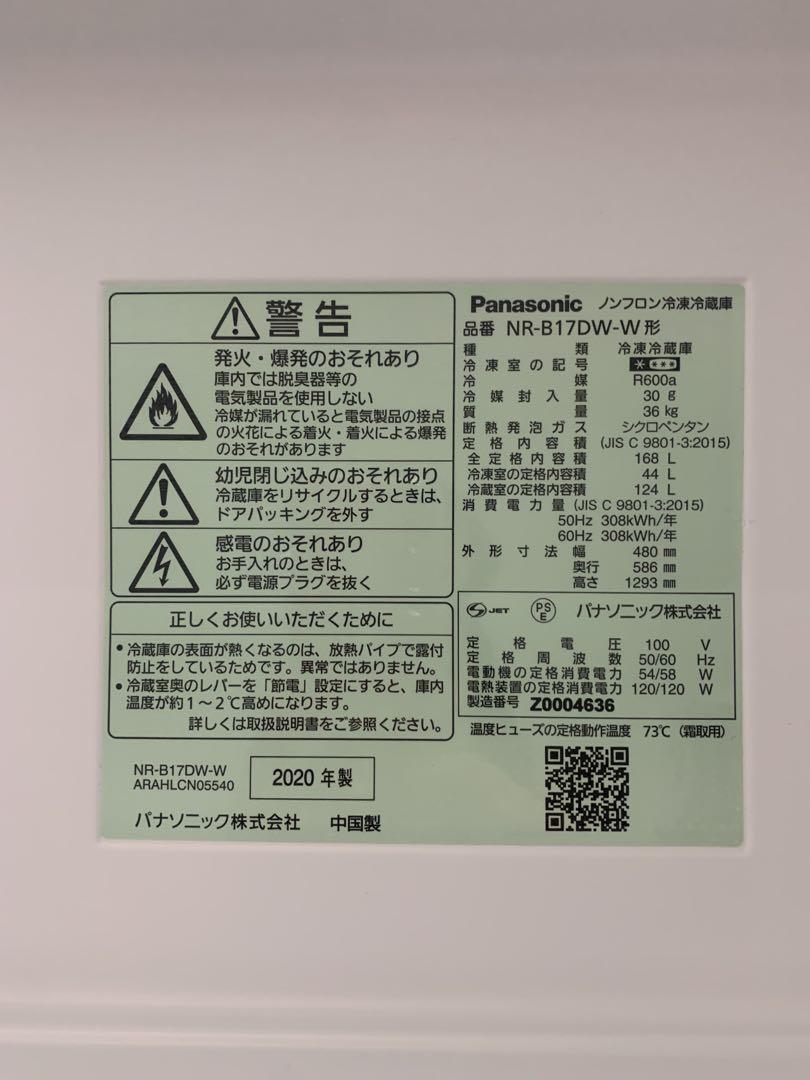 警告
発火・爆発のおそれあり
庫内では脱臭器等の
電気製品を使用しない
冷媒が漏れていると電気製品の接点
の火花による着火・着火による爆発
のおそれがあります
幼児閉じ込みのおそれあり
冷蔵庫をリサイクルするときは、
ドアパッキングを外す
感電のおそれあり
お手入れのときは、
必ず電源プラグを抜く
正しくお使いいただくために
●冷蔵庫の表面が熱くなるのは、放熱パイプで露付
防止をしているためです。異常ではありません。
●冷蔵室奥のレバーを「節電」設定にすると、庫内
温度が約1～2℃高めになります。
詳しくは取扱説明書をご参照ください。
NR-B17DW-W
ARAHLCN05540
2020年製
パナソニック株式会社 中国製
Panasonic ノンフロン冷凍冷蔵庫
品番 NR-B17DW-W形
種類 冷凍冷蔵庫
冷凍室の記号 ＊ ＊＊＊
冷媒 R600a
冷媒封入量 30 g
質量 36 kg
断熱発泡ガス シクロペンタン
定格内容積 (JIS C 9801-3:2015)
全定格内容積 168 L
冷凍室の定格内容積 44 L
冷蔵室の定格内容積 124 L
消費電力量 (JIS C 9801-3:2015)
50Hz 308kWh/年
60Hz 308kWh/年
外形寸法 幅 480 mm
奥行 586 mm
高さ 1293 mm
S JET PSE パナソニック株式会社
定格電圧 100 V
定格周波数 50/60 Hz
電動機の定格消費電力 54/58 W
電熱装置の定格消費電力 120/120 W
製造番号 Z0004636
温度ヒューズの定格動作温度 73℃ (霜取用)